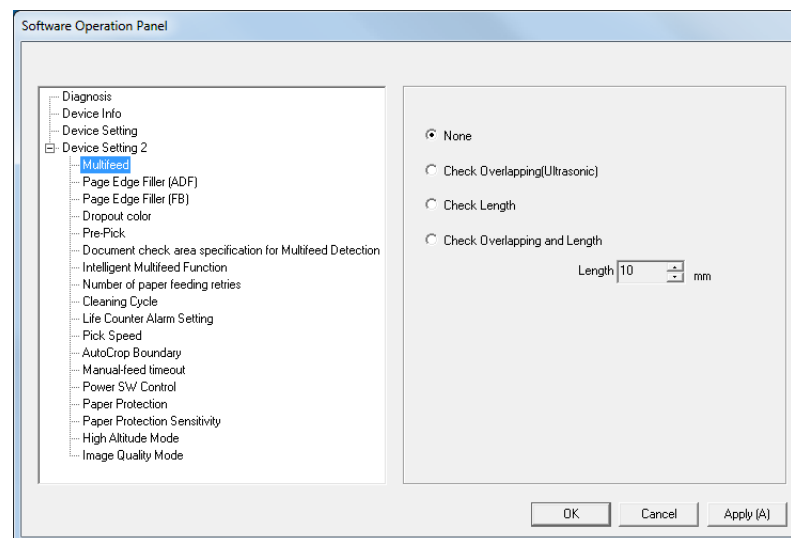 Software Operation Panel
Diagnosis
Device Info
Device Setting
Device Setting 2
Multifeed
Page Edge Filler (ADF)
Page Edge Filler (FB)
Dropout color
Pre-Pick
Document check area specification for Multifeed Detection
Intelligent Multifeed Function
Number of paper feeding retries
Cleaning Cycle
Life Counter Alarm Setting
Pick Speed
AutoCrop Boundary
Manual-feed timeout
Power SW Control
Paper Protection
Paper Protection Sensitivity
High Altitude Mode
Image Quality Mode
None
Check Overlapping(Ultrasonic)
Check Length
Check Overlapping and Length
Length 10 mm
OK Cancel Apply (A)